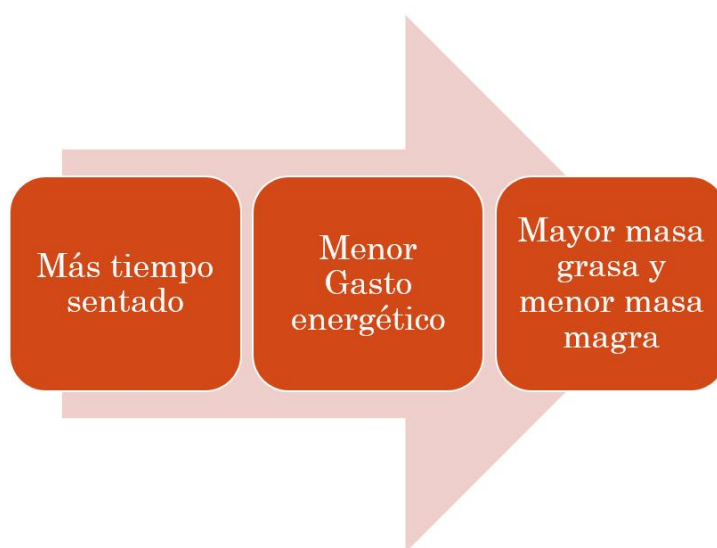 Más tiempo
sentado
Menor
Gasto
energético
Mayor masa
grasa y
menor masa
magra